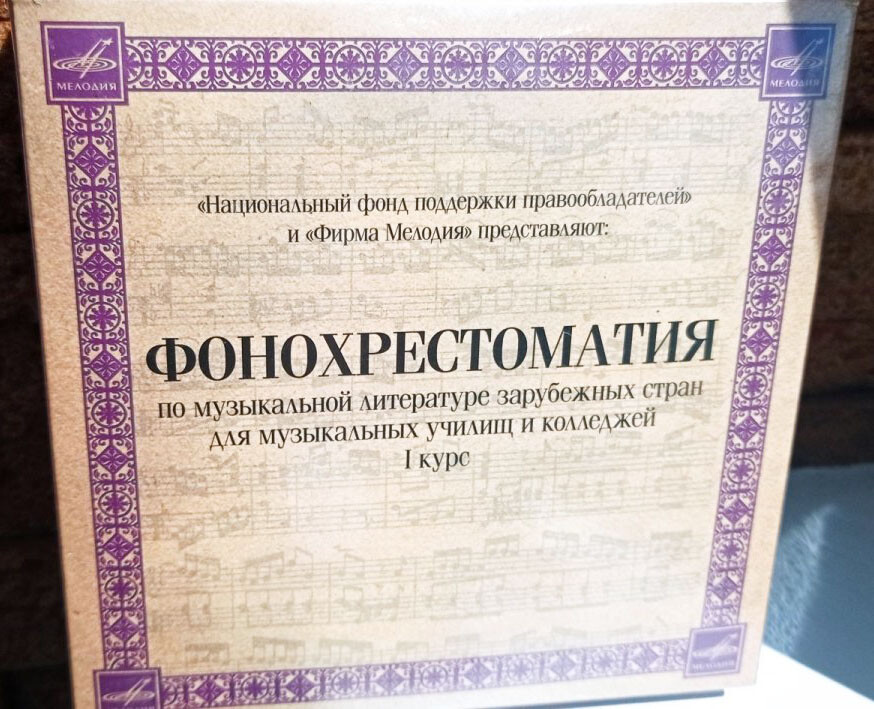 МЕЛОДИЯ
МЕЛОДИЯ
«Национальный фонд поддержки правообладателей»
и «Фирма Мелодия» представляют:
ФОНОХРЕСТОМАТИЯ
по музыкальной литературе зарубежных стран
для музыкальных училищ и колледжей
I курс
МЕЛОДИЯ